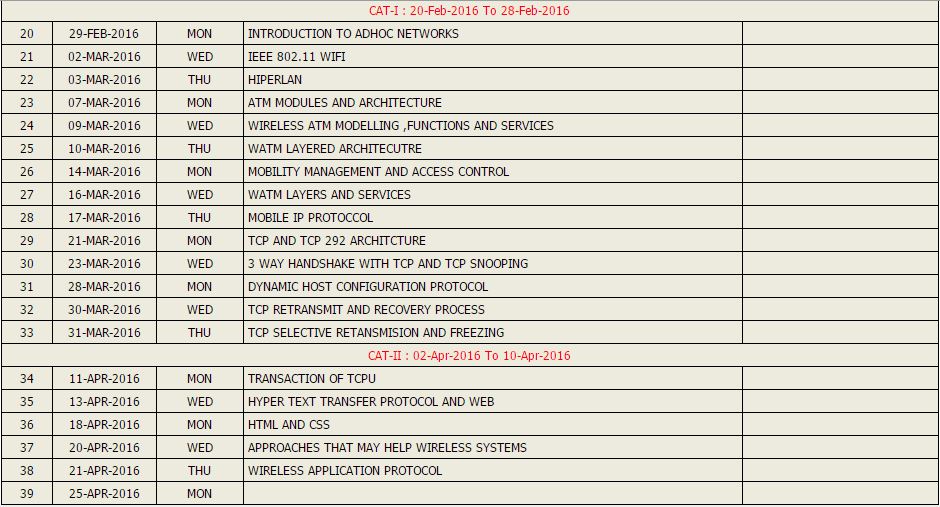 CAT-I : 20-Feb-2016 To 28-Feb-2016
20 29-FEB-2016 MON INTRODUCTION TO ADHOC NETWORKS
21 02-MAR-2016 WED IEEE 802.11 WIFI
22 03-MAR-2016 THU HIPERLAN
23 07-MAR-2016 MON ATM MODULES AND ARCHITECTURE
24 09-MAR-2016 WED WIRELESS ATM MODELLING ,FUNCTIONS AND SERVICES
25 10-MAR-2016 THU WATM LAYERED ARCHITECUTRE
26 14-MAR-2016 MON MOBILITY MANAGEMENT AND ACCESS CONTROL
27 16-MAR-2016 WED WATM LAYERS AND SERVICES
28 17-MAR-2016 THU MOBILE IP PROTOCCOL
29 21-MAR-2016 MON TCP AND TCP 292 ARCHITCTURE
30 23-MAR-2016 WED 3 WAY HANDSHAKE WITH TCP AND TCP SNOOPING
31 28-MAR-2016 MON DYNAMIC HOST CONFIGURATION PROTOCOL
32 30-MAR-2016 WED TCP RETRANSMIT AND RECOVERY PROCESS
33 31-MAR-2016 THU TCP SELECTIVE RETANSMISION AND FREEZING
CAT-II : 02-Apr-2016 To 10-Apr-2016
34 11-APR-2016 MON TRANSACTION OF TCPU
35 13-APR-2016 WED HYPER TEXT TRANSFER PROTOCOL AND WEB
36 18-APR-2016 MON HTML AND CSS
37 20-APR-2016 WED APPROACHES THAT MAY HELP WIRELESS SYSTEMS
38 21-APR-2016 THU WIRELESS APPLICATION PROTOCOL
39 25-APR-2016 MON